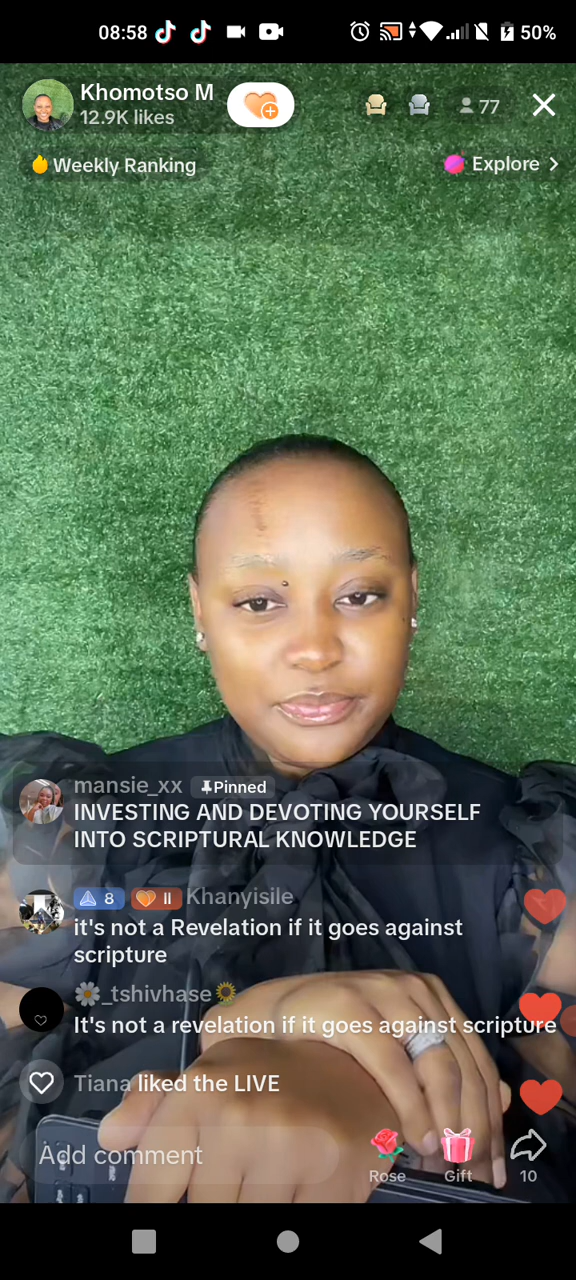 08:58
50%
Khomotso M
12.9K likes
77
Weekly Ranking
Explore >
mansie_xx Pinned
INVESTING AND DEVOTING YOURSELF
INTO SCRIPTURAL KNOWLEDGE
8 II Khanyisile
it's not a Revelation if it goes against
scripture
🌼_tshivhase🌻
It's not a revelation if it goes against scripture
Tiana liked the LIVE
Add comment
Rose
Gift
10